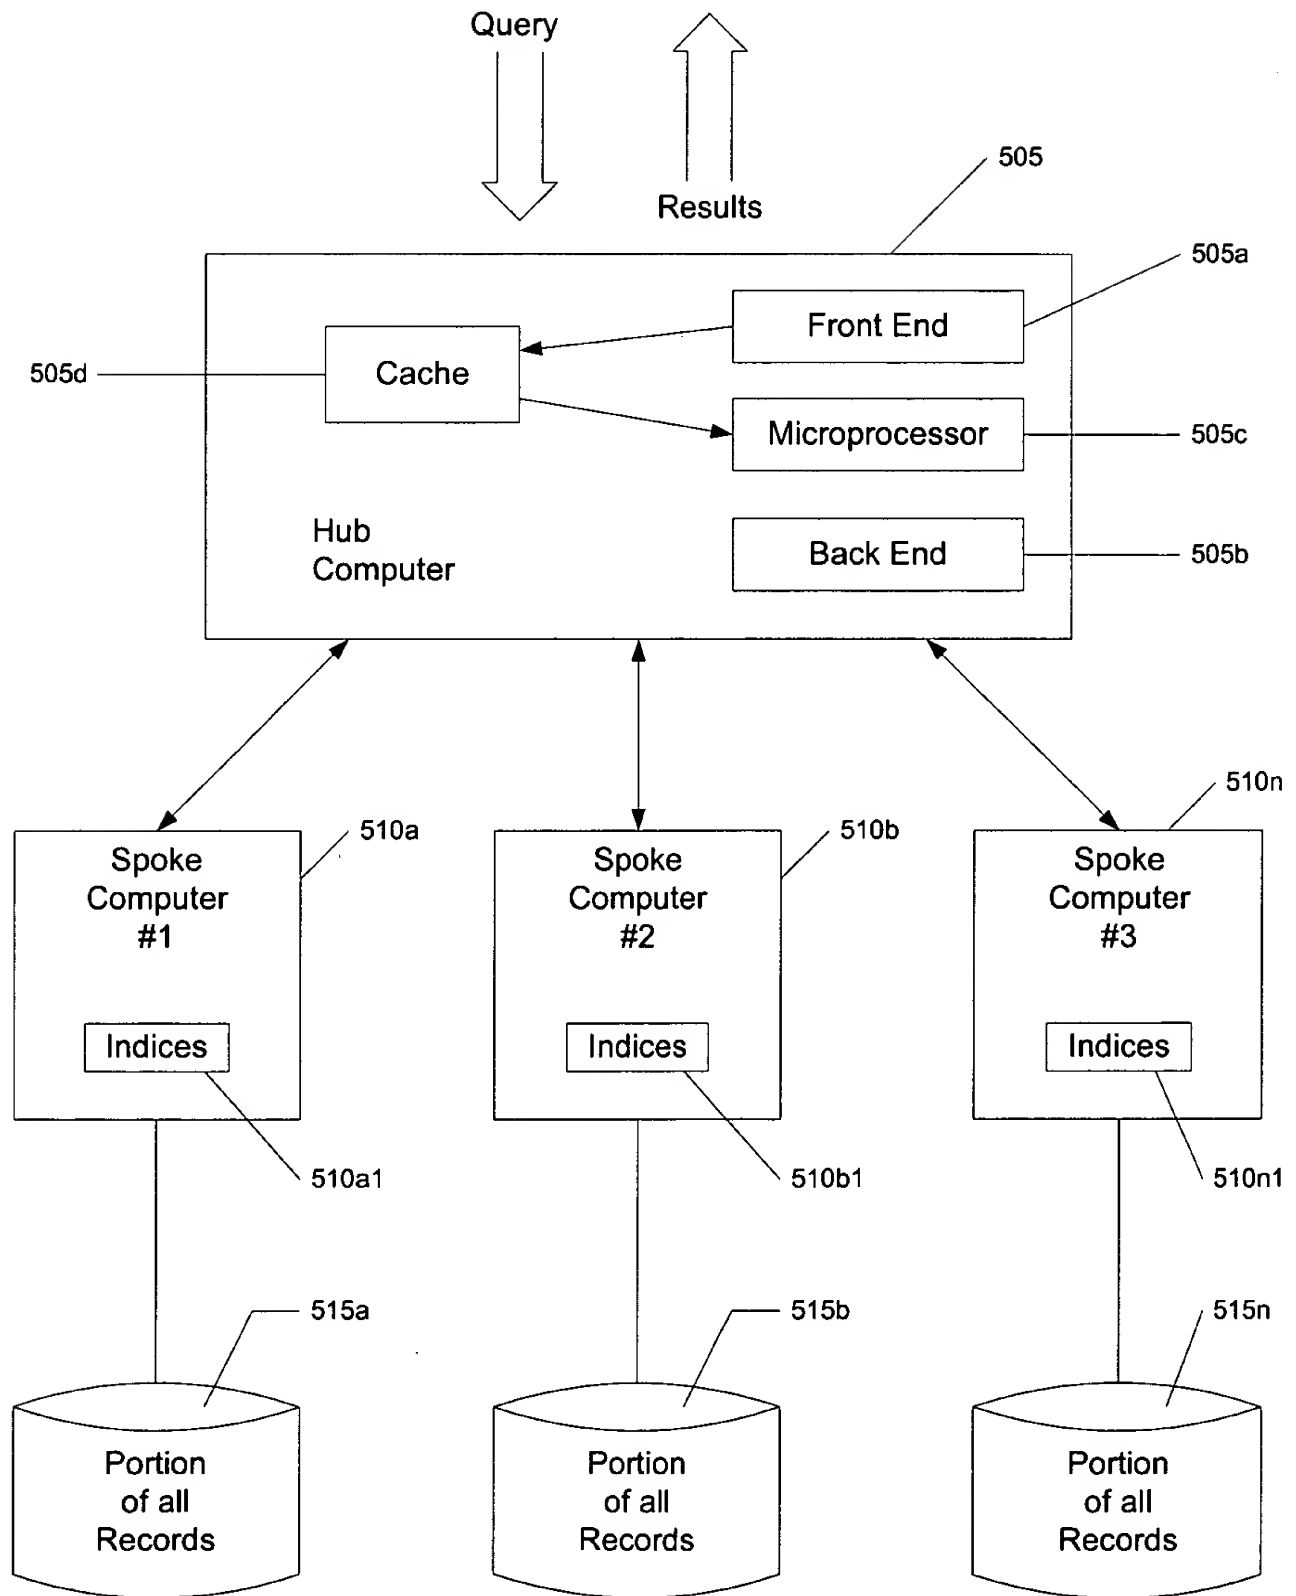 Query
Results
505
505a
Front End
Cache
505d
Microprocessor
505c
Hub
Computer
Back End
505b
510n
510a
510b
Spoke
Computer
#1
Spoke
Computer
#2
Spoke
Computer
#3
Indices
Indices
Indices
510a1
510b1
510n1
515a
515b
515n
Portion
of all
Records
Portion
of all
Records
Portion
of all
Records